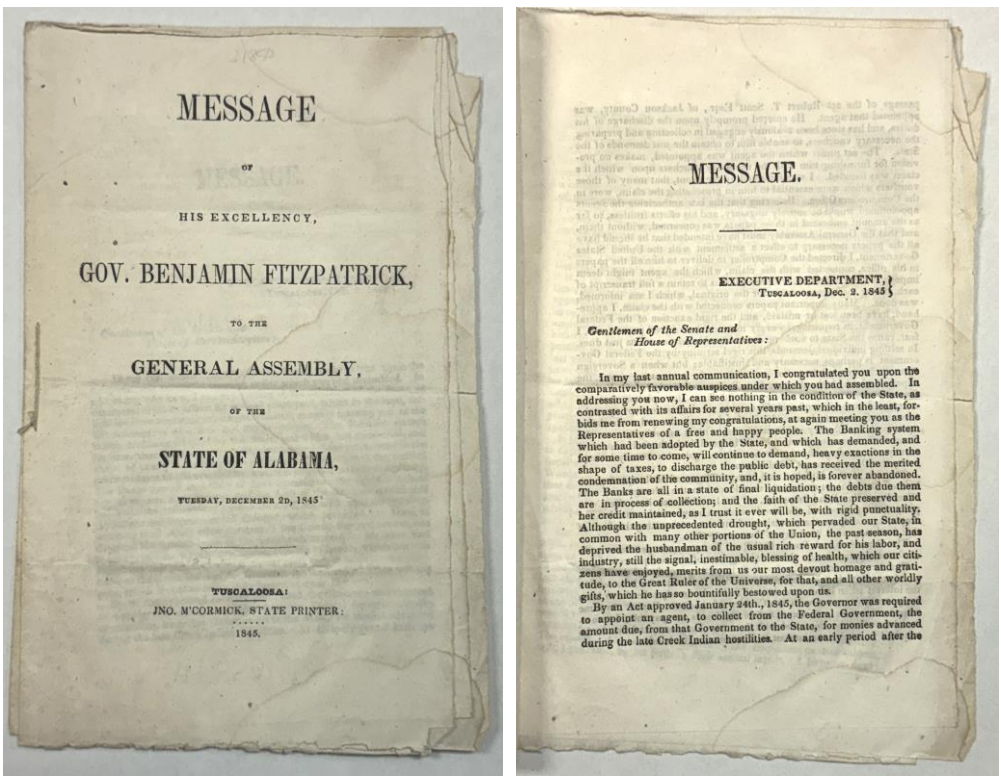 MESSAGE
OF
HIS EXCELLENCY,
GOV. BENJAMIN FITZPATRICK,
TO THE
GENERAL ASSEMBLY,
OF THE
STATE OF ALABAMA,
TUESDAY, DECEMBER 2D, 1845
TUSCALOOSA:
JNO. M'CORMICK, STATE PRINTER:
......
1845.
MESSAGE.
EXECUTIVE DEPARTMENT,
TUSCALOOSA, Dec. 2. 1845
Gentlemen of the Senate and
House of Representatives:
In my last annual communication, I congratulated you upon the
comparatively favorable auspices under which you had assembled. In
addressing you now, I can see nothing in the condition of the State, as
contrasted with its affairs for several years past, which in the least, for-
bids me from renewing my congratulations, at again meeting you as the
Representatives of a free and happy people. The Banking system
which had been adopted by the State, and which has demanded, and
for some time to come, will continue to demand, heavy exactions in the
shape of taxes, to discharge the public debt, has received the merited
condemnation of the community, and, it is hoped, is forever abandoned.
The Banks are all in a state of final liquidation; the debts due them
are in process of collection; and the faith of the State preserved and
her credit maintained, as I trust it ever will be, with rigid punctuality.
Although the unprecedented drought, which pervaded our State, in
common with many other portions of the Union, the past season, has
deprived the husbandman of the usual rich reward for his labor, and
industry, still the signal, inestimable, blessing of health, which our citi-
zens have enjoyed, merits from us our most devout homage and grati-
tude, to the Great Ruler of the Universe, for that, and all other worldly
gifts, which he has so bountifully bestowed upon us.
By an Act approved January 24th., 1845, the Governor was required
to appoint an agent, to collect from the Federal Government, the
amount due, from that Government to the State, for monies advanced
during the late Creek Indian hostilities. At an early period after the